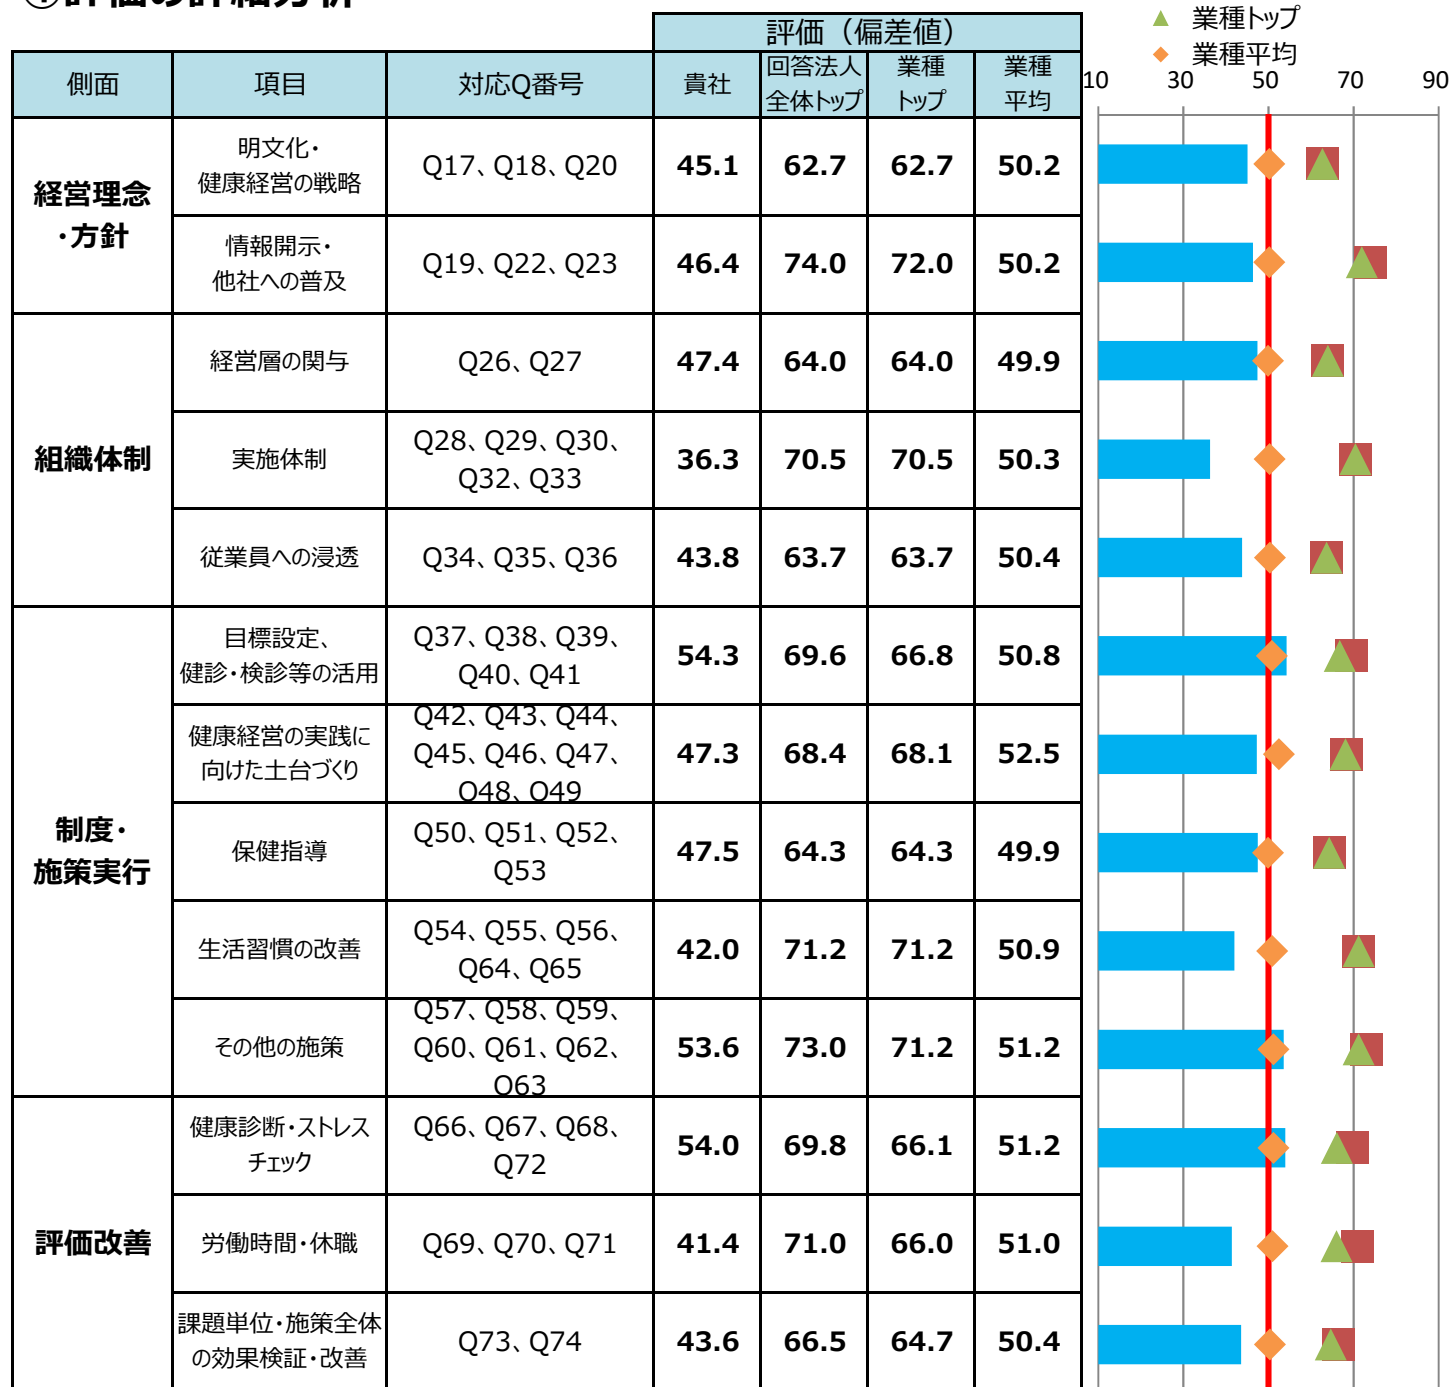 ①評価の詳細分析
▲ 業種トップ
◆ 業種平均
評価（偏差値）
側面 項目 対応Q番号 貴社 回答法人 業種 業種
全体トップ トップ 平均
10 30 50 70 90
経営理念
・方針
明文化・
健康経営の戦略
Q17、Q18、Q20 45.1 62.7 62.7 50.2
情報開示・
他社への普及
Q19、Q22、Q23 46.4 74.0 72.0 50.2
組織体制
経営層の関与 Q26、Q27 47.4 64.0 64.0 49.9
実施体制
Q28、Q29、Q30、
Q32、Q33
36.3 70.5 70.5 50.3
従業員への浸透 Q34、Q35、Q36 43.8 63.7 63.7 50.4
制度・
施策実行
目標設定、
健診・検診等の活用
Q37、Q38、Q39、
Q40、Q41
54.3 69.6 66.8 50.8
健康経営の実践に
向けた土台づくり
Q42、Q43、Q44、
Q45、Q46、Q47、
Q48、Q49
47.3 68.4 68.1 52.5
保健指導
Q50、Q51、Q52、
Q53
47.5 64.3 64.3 49.9
生活習慣の改善
Q54、Q55、Q56、
Q64、Q65
42.0 71.2 71.2 50.9
その他の施策
Q57、Q58、Q59、
Q60、Q61、Q62、
Q63
53.6 73.0 71.2 51.2
評価改善
健康診断・ストレス
チェック
Q66、Q67、Q68、
Q72
54.0 69.8 66.1 51.2
労働時間・休職 Q69、Q70、Q71 41.4 71.0 66.0 51.0
課題単位・施策全体
の効果検証・改善
Q73、Q74 43.6 66.5 64.7 50.4